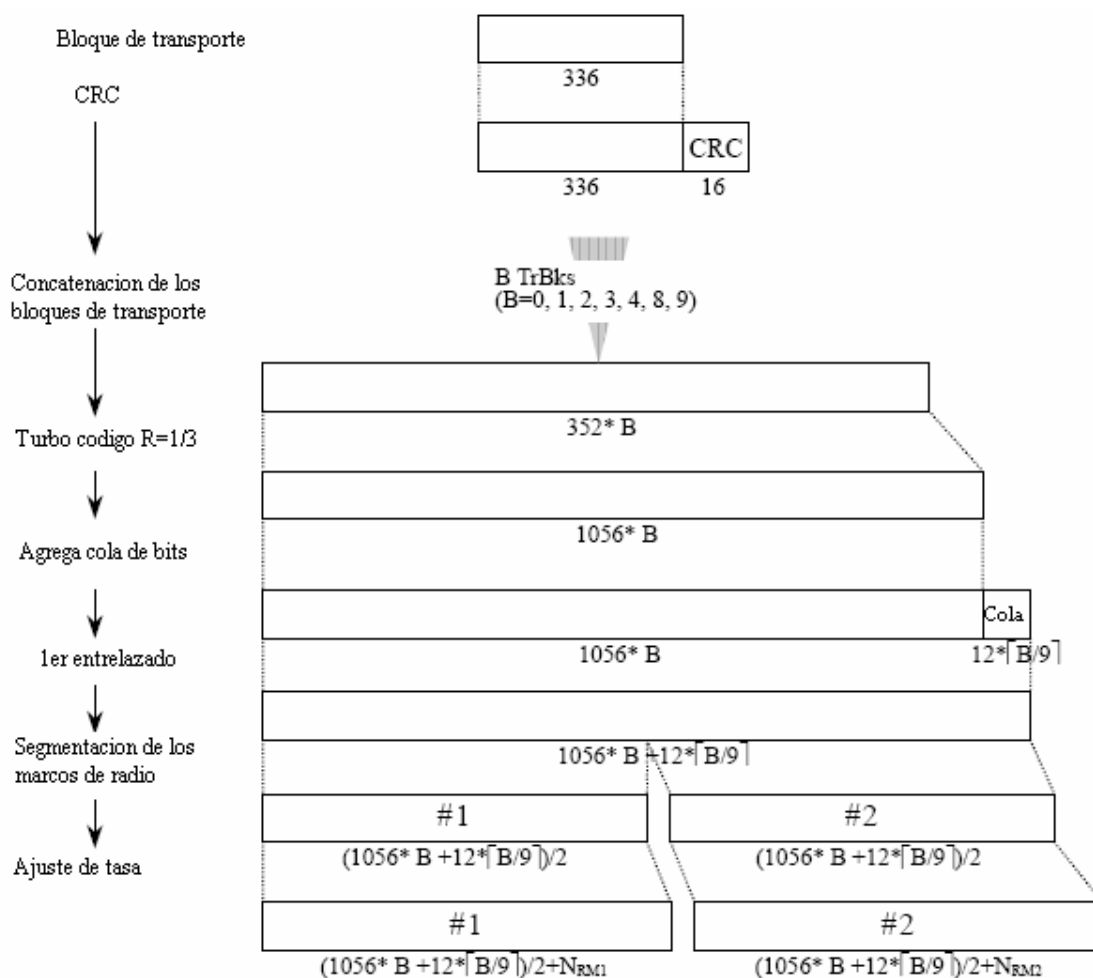 Bloque de transporte
336
CRC
CRC
336
16
Concatenacion de los
bloques de transporte
B TrBks
(B=0, 1, 2, 3, 4, 8, 9)
352* B
Turbo codigo R=1/3
1056* B
Agrega cola de bits
Cola
1er entrelazado
1056* B
12*⌈B/9⌉
Segmentacion de los
marcos de radio
1056* B +12*⌈B/9⌉
#1
#2
(1056* B +12*⌈B/9⌉)/2
(1056* B +12*⌈B/9⌉)/2
Ajuste de tasa
#1
#2
(1056* B +12*⌈B/9⌉)/2+NRM1
(1056* B +12*⌈B/9⌉)/2+NRM2